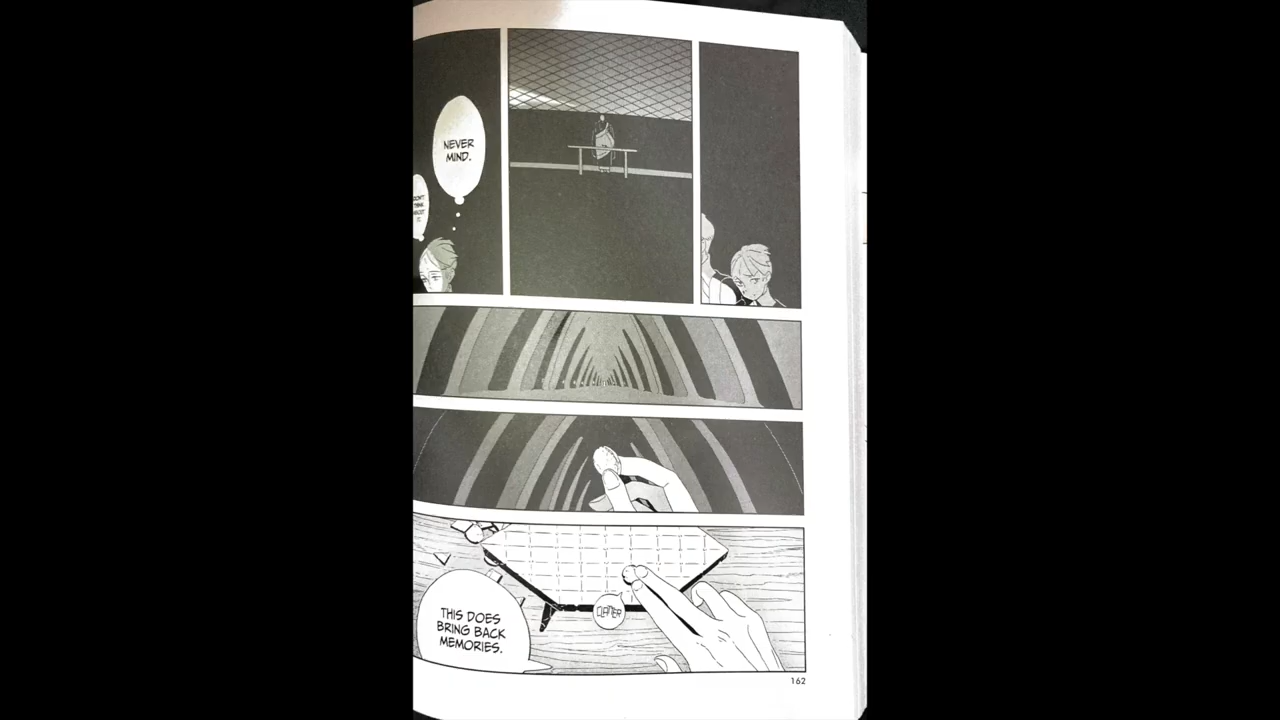 NEVER
MIND.
THIS DOES
BRING BACK
MEMORIES.
162